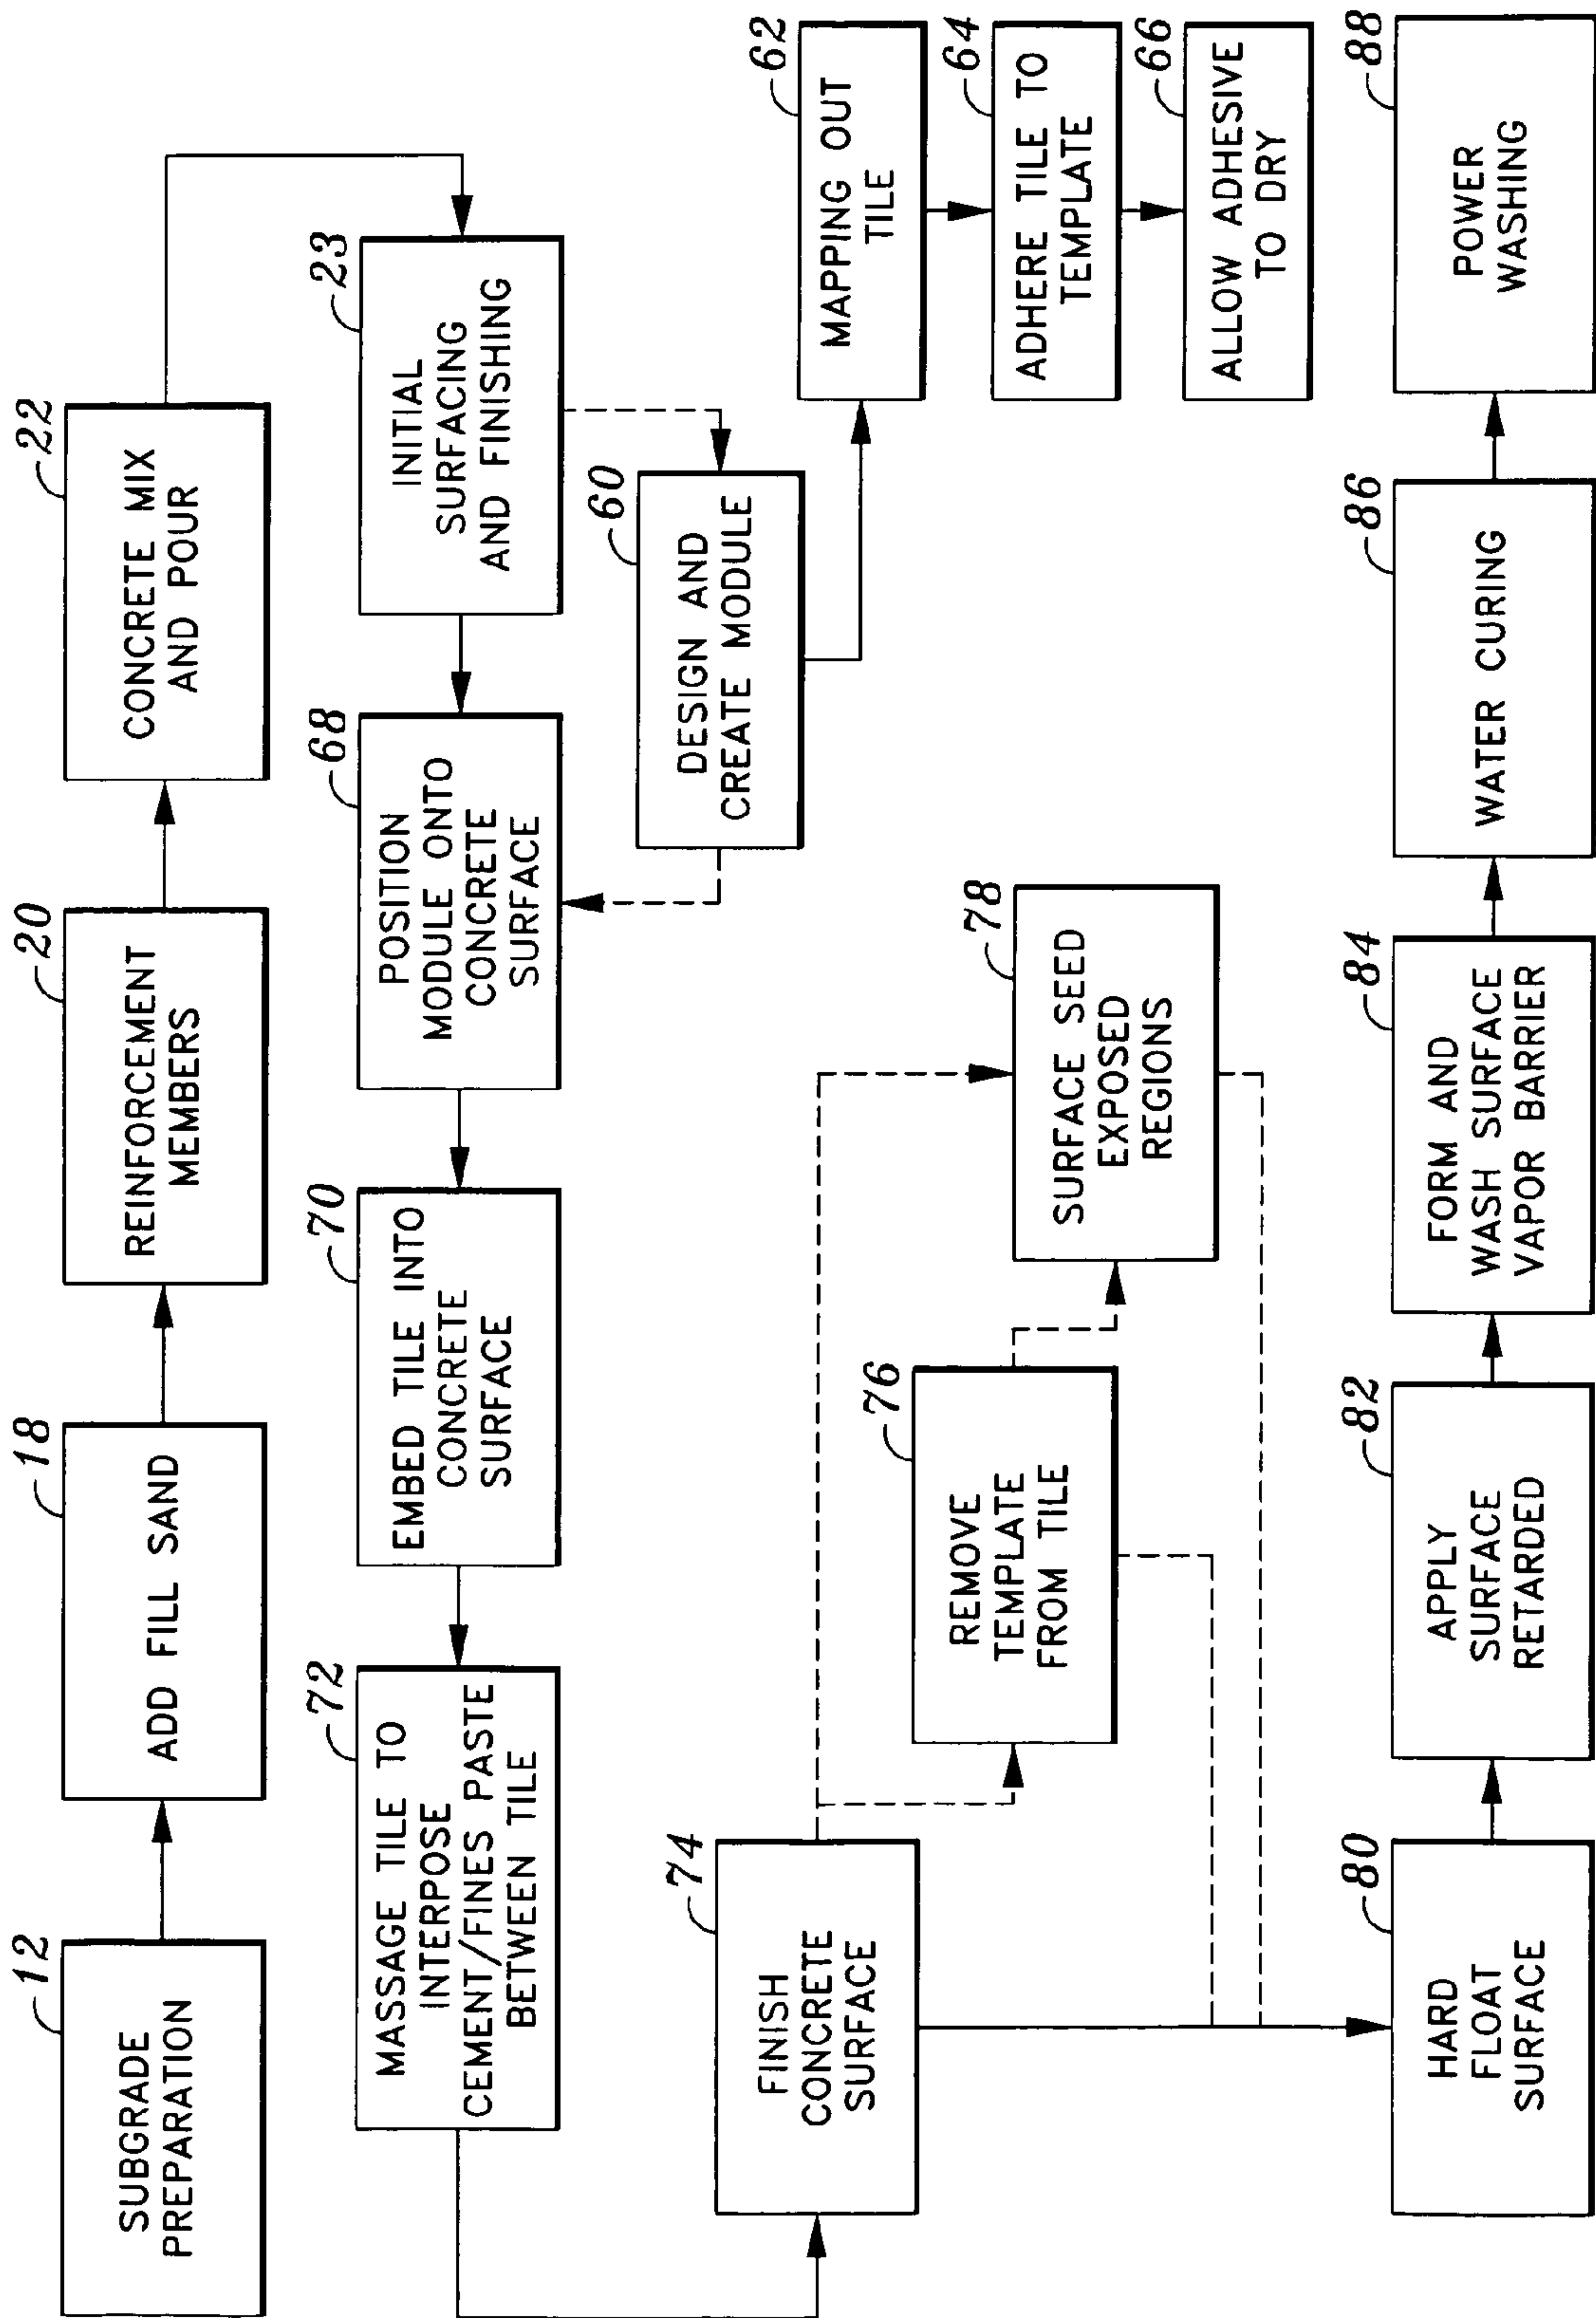 12
SUBGRADE
PREPARATION
18
ADD FILL SAND
20
REINFORCEMENT
MEMBERS
22
CONCRETE MIX
AND POUR
23
INITIAL
SURFACING
AND FINISHING
68
POSITION
MODULE ONTO
CONCRETE
SURFACE
70
EMBED TILE INTO
CONCRETE
SURFACE
72
MASSAGE TILE TO
INTERPOSE
CEMENT/FINES PASTE
BETWEEN TILE
60
DESIGN AND
CREATE MODULE
62
MAPPING OUT
TILE
64
ADHERE TILE TO
TEMPLATE
66
ALLOW ADHESIVE
TO DRY
74
FINISH
CONCRETE
SURFACE
76
REMOVE
TEMPLATE
FROM TILE
78
SURFACE SEED
EXPOSED
REGIONS
80
HARD
FLOAT
SURFACE
82
APPLY
SURFACE
RETARDED
84
FORM AND
WASH SURFACE
VAPOR BARRIER
86
WATER CURING
88
POWER
WASHING